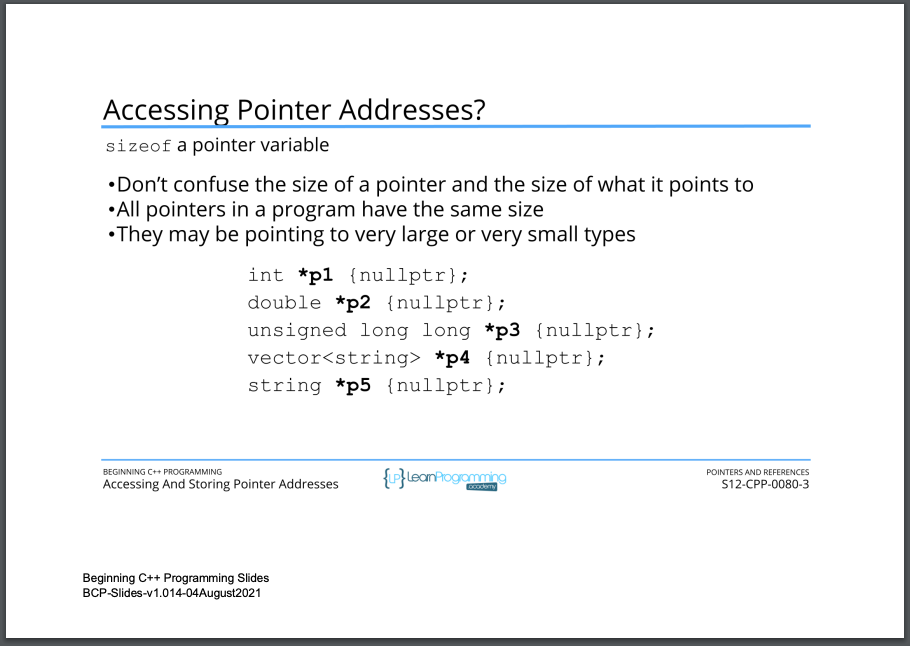 Accessing Pointer Addresses?
sizeof a pointer variable
•Don’t confuse the size of a pointer and the size of what it points to
•All pointers in a program have the same size
•They may be pointing to very large or very small types
int *p1 {nullptr};
double *p2 {nullptr};
unsigned long long *p3 {nullptr};
vector<string> *p4 {nullptr};
string *p5 {nullptr};
BEGINNING C++ PROGRAMMING
Accessing And Storing Pointer Addresses
{LP}LearnProgramming
academy
POINTERS AND REFERENCES
S12-CPP-0080-3
Beginning C++ Programming Slides
BCP-Slides-v1.014-04August2021